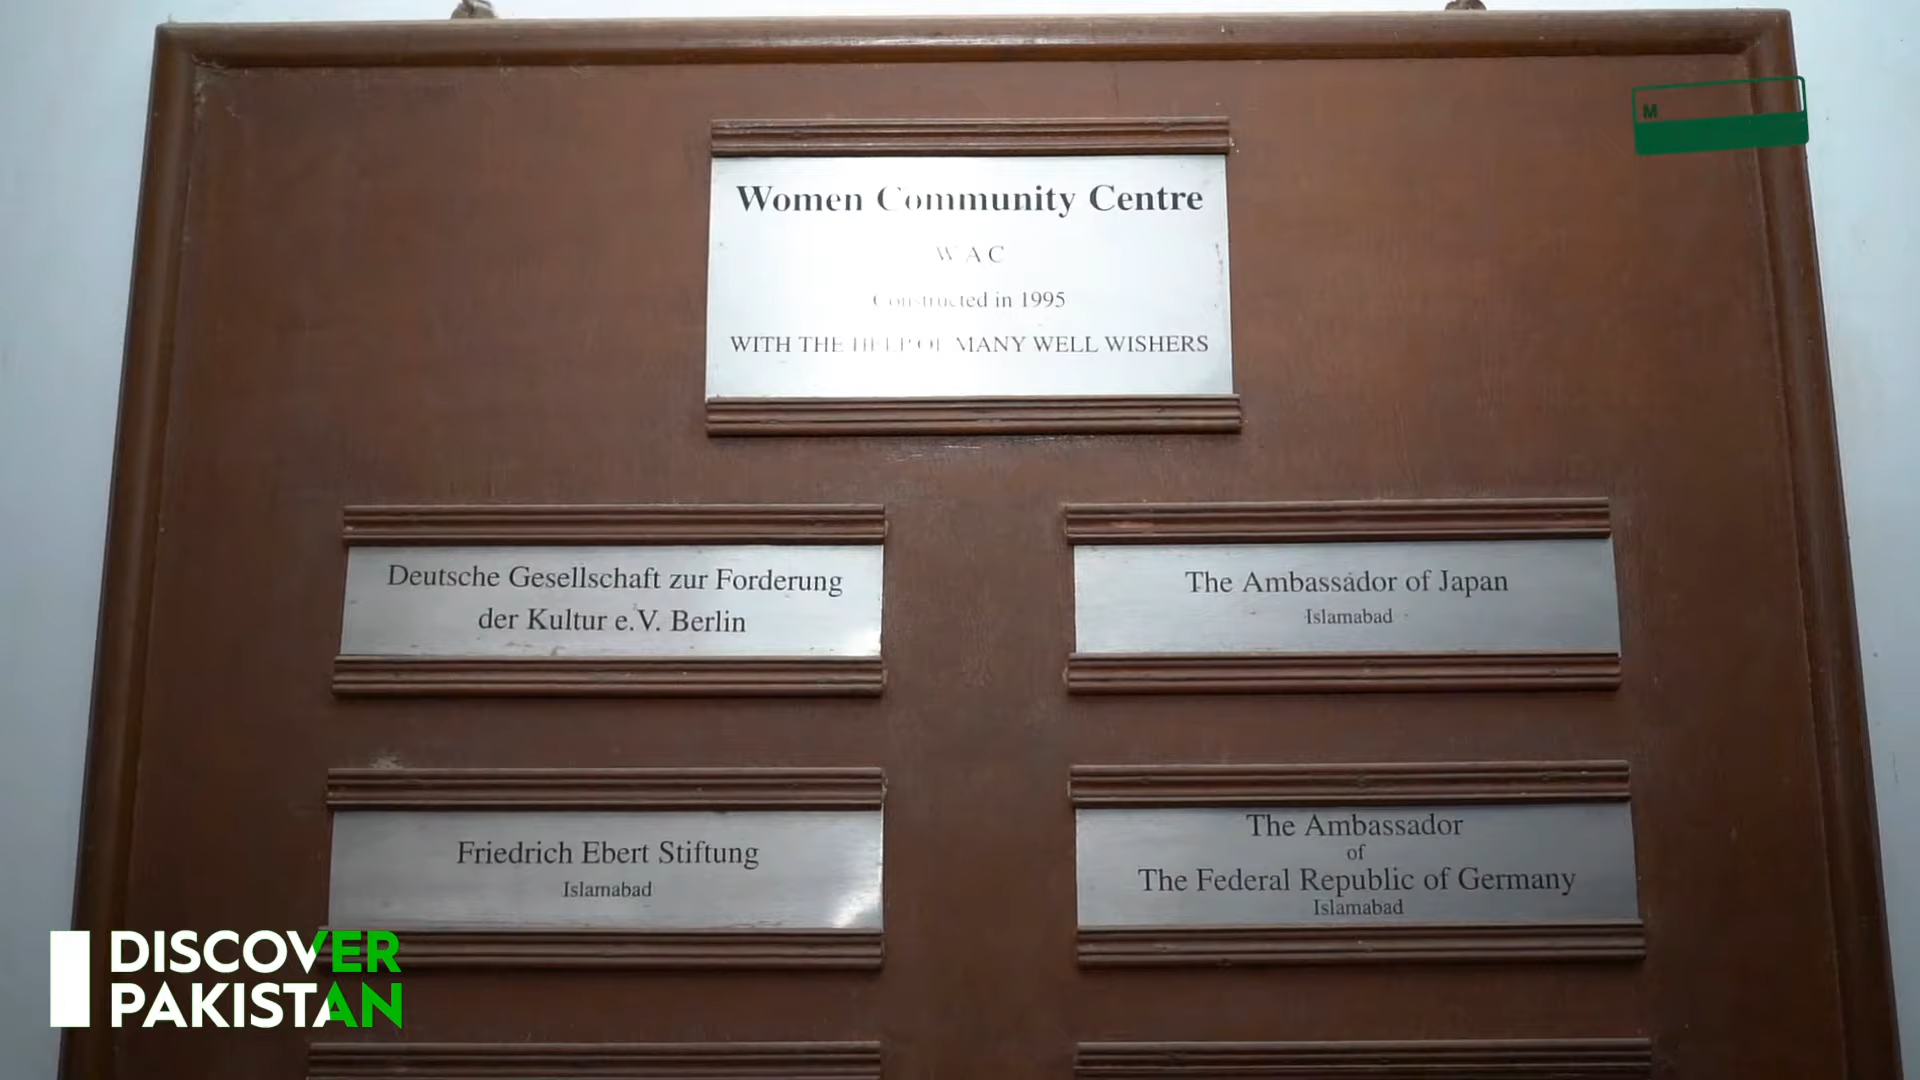 Women Community Centre
W A C
Constructed in 1995
WITH THE HELP OF MANY WELL WISHERS
Deutsche Gesellschaft zur Forderung
der Kultur e.V. Berlin
The Ambassador of Japan
Islamabad
Friedrich Ebert Stiftung
Islamabad
The Ambassador
of
The Federal Republic of Germany
Islamabad
M
DISCOVER
PAKISTAN